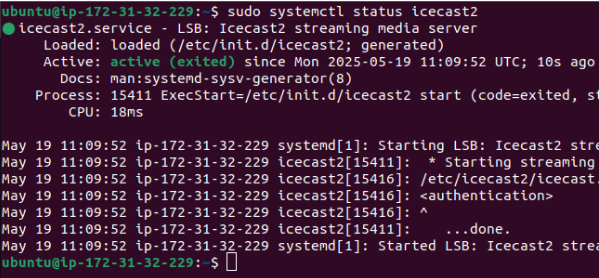 ubuntu@ip-172-31-32-229:~$ sudo systemctl status icecast2
● icecast2.service - LSB: Icecast2 streaming media server
     Loaded: loaded (/etc/init.d/icecast2; generated)
     Active: active (exited) since Mon 2025-05-19 11:09:52 UTC; 10s ago
       Docs: man:systemd-sysv-generator(8)
    Process: 15411 ExecStart=/etc/init.d/icecast2 start (code=exited, st
        CPU: 18ms

May 19 11:09:52 ip-172-31-32-229 systemd[1]: Starting LSB: Icecast2 stre
May 19 11:09:52 ip-172-31-32-229 icecast2[15411]:  * Starting streaming
May 19 11:09:52 ip-172-31-32-229 icecast2[15416]: /etc/icecast2/icecast.
May 19 11:09:52 ip-172-31-32-229 icecast2[15416]: <authentication>
May 19 11:09:52 ip-172-31-32-229 icecast2[15416]: ^
May 19 11:09:52 ip-172-31-32-229 icecast2[15411]:    ...done.
May 19 11:09:52 ip-172-31-32-229 systemd[1]: Started LSB: Icecast2 strea
ubuntu@ip-172-31-32-229:~$